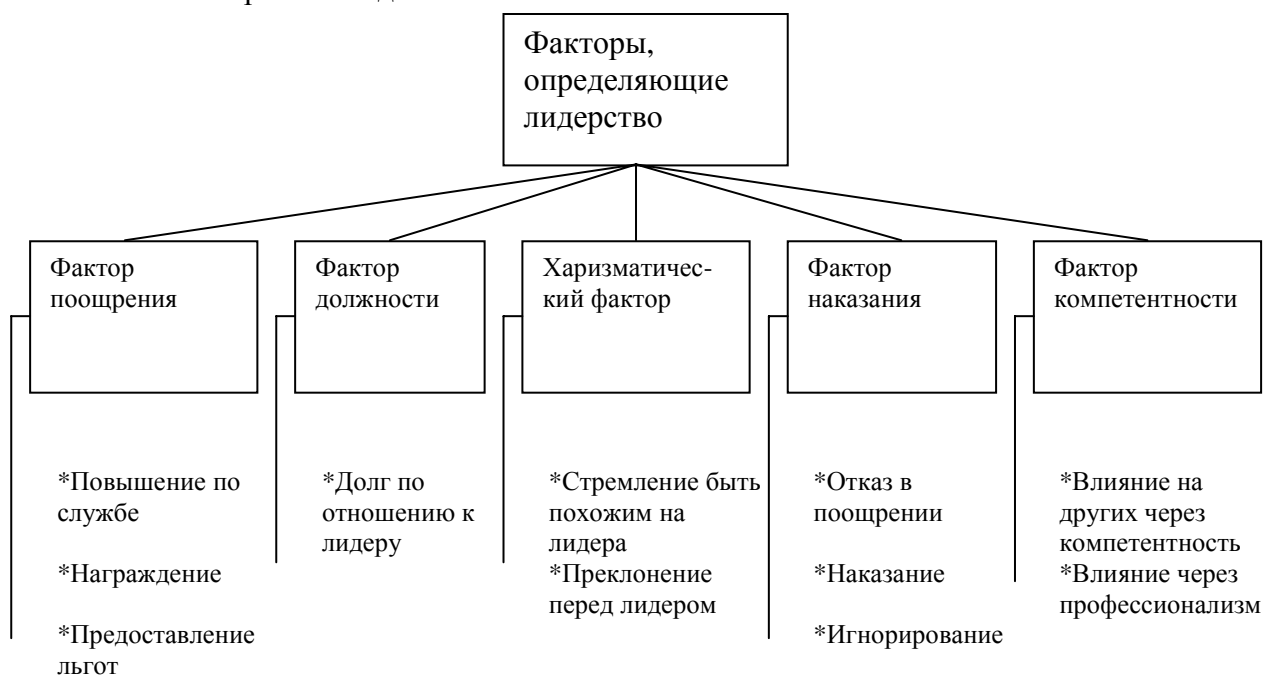 Факторы,
определяющие
лидерство
Фактор
поощрения
Фактор
должности
Харизматичес-
кий фактор
Фактор
наказания
Фактор
компетентности
*Повышение по
службе
*Награждение
*Предоставление
льгот
*Долг по
отношению к
лидеру
*Стремление быть
похожим на
лидера
*Преклонение
перед лидером
*Отказ в
поощрении
*Наказание
*Игнорирование
*Влияние на
других через
компетентность
*Влияние через
профессионализм